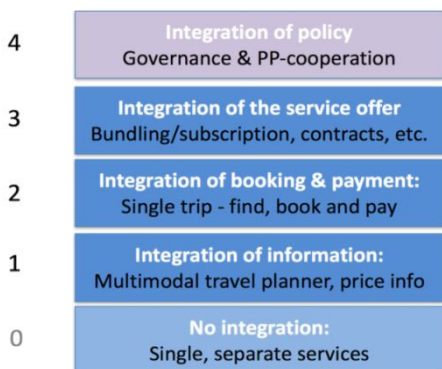 4
Integration of policy
Governance & PP-cooperation
3
Integration of the service offer
Bundling/subscription, contracts, etc.
2
Integration of booking & payment:
Single trip - find, book and pay
1
Integration of information:
Multimodal travel planner, price info
0
No integration:
Single, separate services